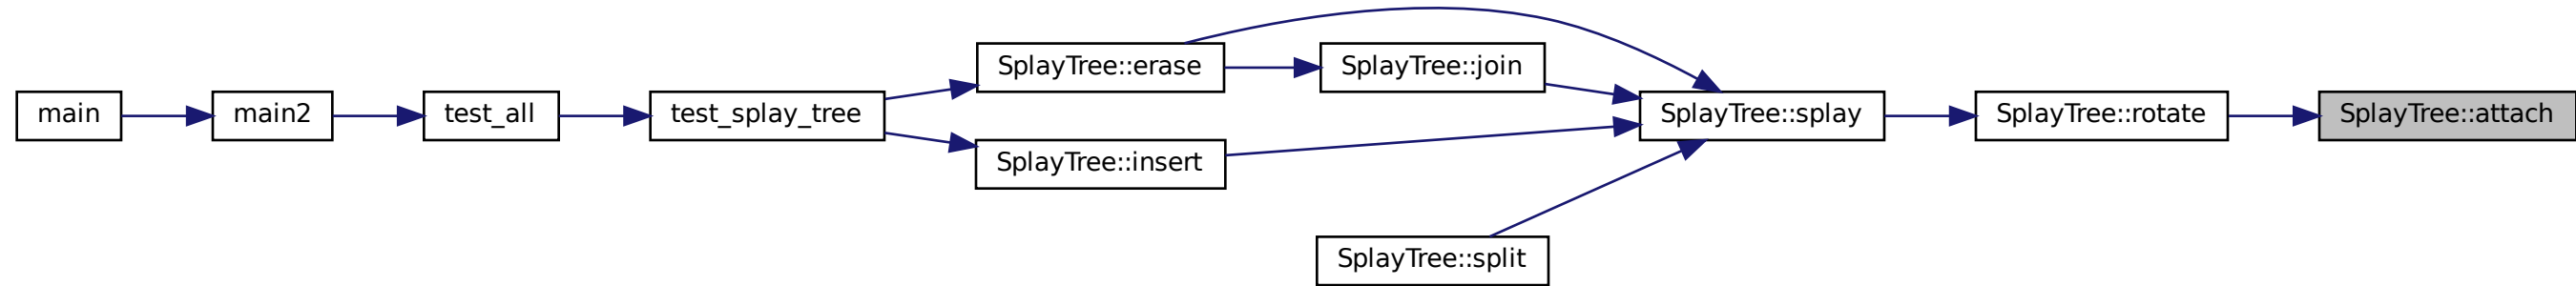 main
main2
test_all
test_splay_tree
SplayTree::erase
SplayTree::insert
SplayTree::join
SplayTree::split
SplayTree::splay
SplayTree::rotate
SplayTree::attach